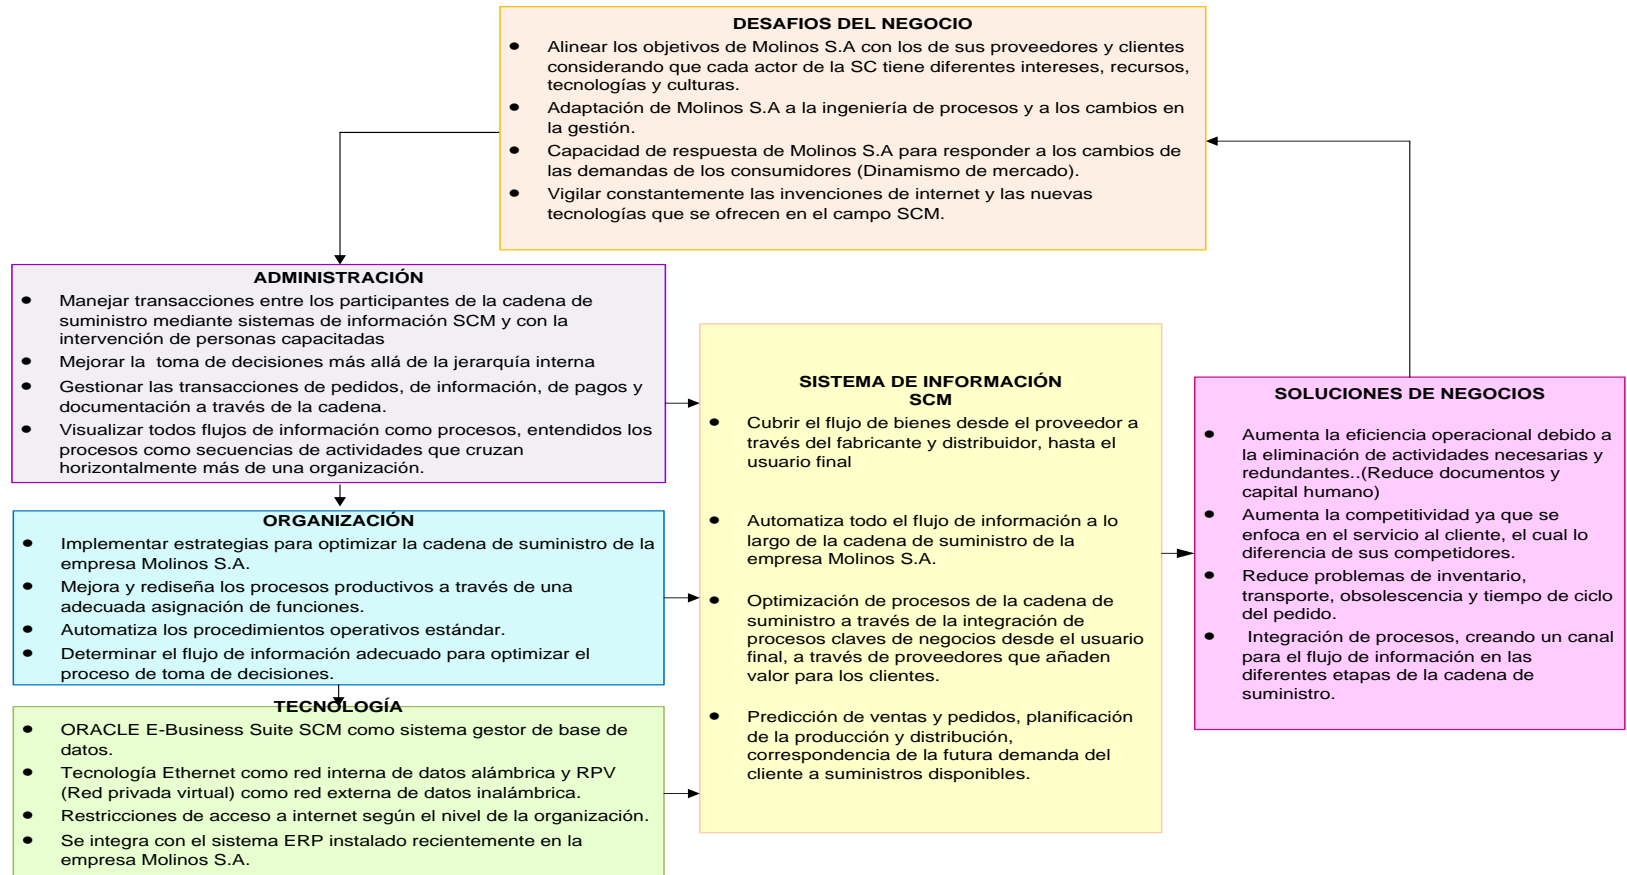 DESAFIOS DEL NEGOCIO
● Alinear los objetivos de Molinos S.A con los de sus proveedores y clientes
considerando que cada actor de la SC tiene diferentes intereses, recursos,
tecnologías y culturas.
● Adaptación de Molinos S.A a la ingeniería de procesos y a los cambios en
la gestión.
● Capacidad de respuesta de Molinos S.A para responder a los cambios de
las demandas de los consumidores (Dinamismo de mercado).
● Vigilar constantemente las invenciones de internet y las nuevas
tecnologías que se ofrecen en el campo SCM.
ADMINISTRACIÓN
● Manejar transacciones entre los participantes de la cadena de
suministro mediante sistemas de información SCM y con la
intervención de personas capacitadas
● Mejorar la  toma de decisiones más allá de la jerarquía interna
● Gestionar las transacciones de pedidos, de información, de pagos y
documentación a través de la cadena.
● Visualizar todos flujos de información como procesos, entendidos los
procesos como secuencias de actividades que cruzan
horizontalmente más de una organización.
ORGANIZACIÓN
● Implementar estrategias para optimizar la cadena de suministro de la
empresa Molinos S.A.
● Mejora y rediseña los procesos productivos a través de una
adecuada asignación de funciones.
● Automatiza los procedimientos operativos estándar.
● Determinar el flujo de información adecuado para optimizar el
proceso de toma de decisiones.
TECNOLOGÍA
● ORACLE E-Business Suite SCM como sistema gestor de base de
datos.
● Tecnología Ethernet como red interna de datos alámbrica y RPV
(Red privada virtual) como red externa de datos inalámbrica.
● Restricciones de acceso a internet según el nivel de la organización.
● Se integra con el sistema ERP instalado recientemente en la
empresa Molinos S.A.
SISTEMA DE INFORMACIÓN
SCM
● Cubrir el flujo de bienes desde el proveedor a
través del fabricante y distribuidor, hasta el
usuario final
● Automatiza todo el flujo de información a lo
largo de la cadena de suministro de la
empresa Molinos S.A.
● Optimización de procesos de la cadena de
suministro a través de la integración de
procesos claves de negocios desde el usuario
final, a través de proveedores que añaden
valor para los clientes.
● Predicción de ventas y pedidos, planificación
de la producción y distribución,
correspondencia de la futura demanda del
cliente a suministros disponibles.
SOLUCIONES DE NEGOCIOS
● Aumenta la eficiencia operacional debido a
la eliminación de actividades necesarias y
redundantes..(Reduce documentos y
capital humano)
● Aumenta la competitividad ya que se
enfoca en el servicio al cliente, el cual lo
diferencia de sus competidores.
● Reduce problemas de inventario,
transporte, obsolescencia y tiempo de ciclo
del pedido.
● Integración de procesos, creando un canal
para el flujo de información en las
diferentes etapas de la cadena de
suministro.